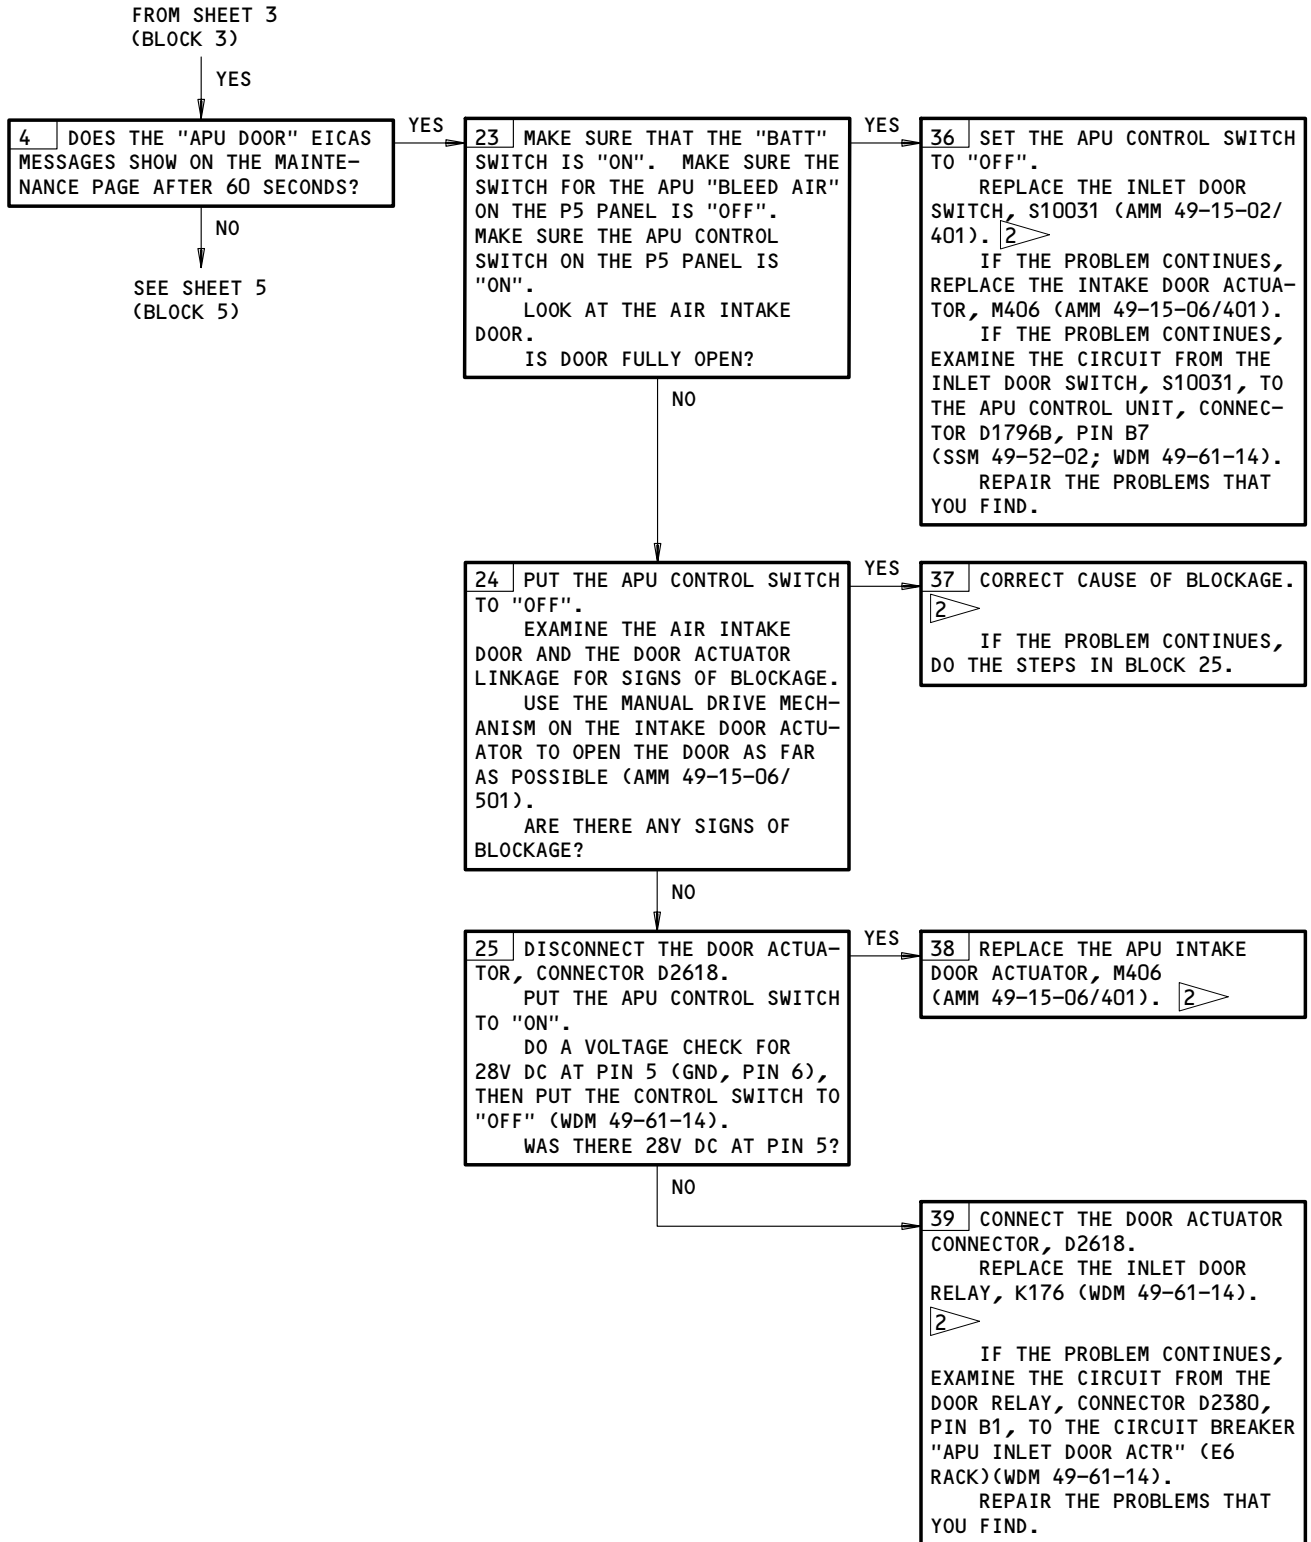 FROM SHEET 3
(BLOCK 3)
YES
4 DOES THE "APU DOOR" EICAS
MESSAGES SHOW ON THE MAINTE-
NANCE PAGE AFTER 60 SECONDS?
YES
NO
SEE SHEET 5
(BLOCK 5)
23 MAKE SURE THAT THE "BATT"
SWITCH IS "ON". MAKE SURE THE
SWITCH FOR THE APU "BLEED AIR"
ON THE P5 PANEL IS "OFF".
MAKE SURE THE APU CONTROL
SWITCH ON THE P5 PANEL IS
"ON".
LOOK AT THE AIR INTAKE
DOOR.
IS DOOR FULLY OPEN?
YES
NO
36 SET THE APU CONTROL SWITCH
TO "OFF".
REPLACE THE INLET DOOR
SWITCH, S10031 (AMM 49-15-02/
401). 2
IF THE PROBLEM CONTINUES,
REPLACE THE INTAKE DOOR ACTUA-
TOR, M406 (AMM 49-15-06/401).
IF THE PROBLEM CONTINUES,
EXAMINE THE CIRCUIT FROM THE
INLET DOOR SWITCH, S10031, TO
THE APU CONTROL UNIT, CONNEC-
TOR D1796B, PIN B7
(SSM 49-52-02; WDM 49-61-14).
REPAIR THE PROBLEMS THAT
YOU FIND.
24 PUT THE APU CONTROL SWITCH
TO "OFF".
EXAMINE THE AIR INTAKE
DOOR AND THE DOOR ACTUATOR
LINKAGE FOR SIGNS OF BLOCKAGE.
USE THE MANUAL DRIVE MECH-
ANISM ON THE INTAKE DOOR ACTU-
ATOR TO OPEN THE DOOR AS FAR
AS POSSIBLE (AMM 49-15-06/
501).
ARE THERE ANY SIGNS OF
BLOCKAGE?
YES
NO
37 CORRECT CAUSE OF BLOCKAGE.
2
IF THE PROBLEM CONTINUES,
DO THE STEPS IN BLOCK 25.
25 DISCONNECT THE DOOR ACTUA-
TOR, CONNECTOR D2618.
PUT THE APU CONTROL SWITCH
TO "ON".
DO A VOLTAGE CHECK FOR
28V DC AT PIN 5 (GND, PIN 6),
THEN PUT THE CONTROL SWITCH TO
"OFF" (WDM 49-61-14).
WAS THERE 28V DC AT PIN 5?
YES
NO
38 REPLACE THE APU INTAKE
DOOR ACTUATOR, M406
(AMM 49-15-06/401). 2
39 CONNECT THE DOOR ACTUATOR
CONNECTOR, D2618.
REPLACE THE INLET DOOR
RELAY, K176 (WDM 49-61-14).
2
IF THE PROBLEM CONTINUES,
EXAMINE THE CIRCUIT FROM THE
DOOR RELAY, CONNECTOR D2380,
PIN B1, TO THE CIRCUIT BREAKER
"APU INLET DOOR ACTR" (E6
RACK)(WDM 49-61-14).
REPAIR THE PROBLEMS THAT
YOU FIND.